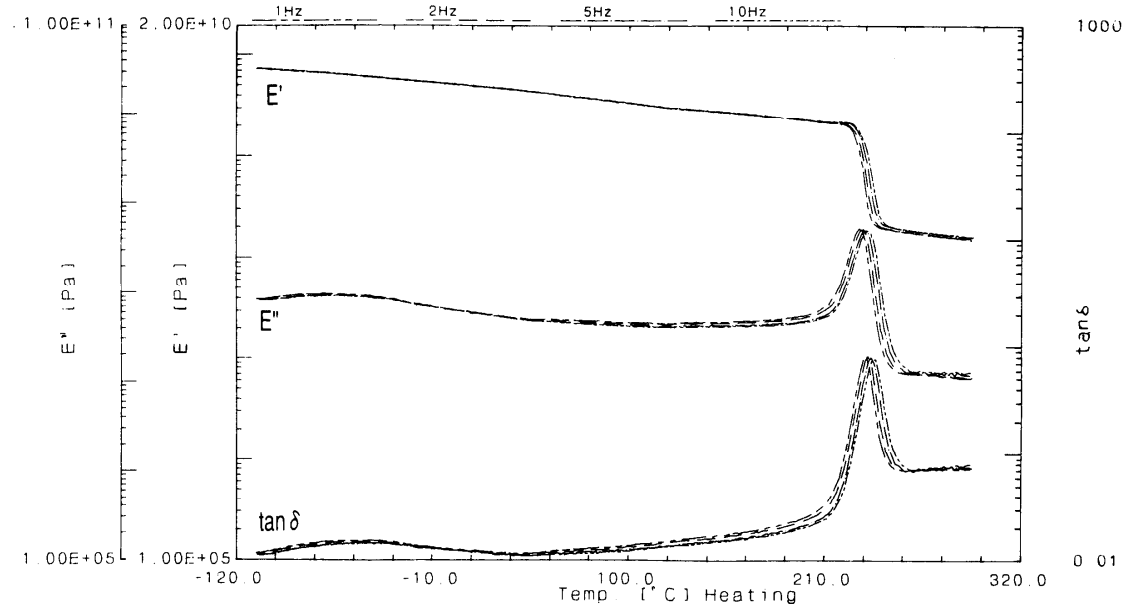 1Hz 2Hz 5Hz 10Hz
.1.00E+11 2.00E+10 1000
E'
E" [Pa] E' [Pa] tanδ
E"
tan δ
1.00E+05 1.00E+05 0 01
-120.0 -10.0 100.0 210.0 320.0
Temp. [°C] Heating